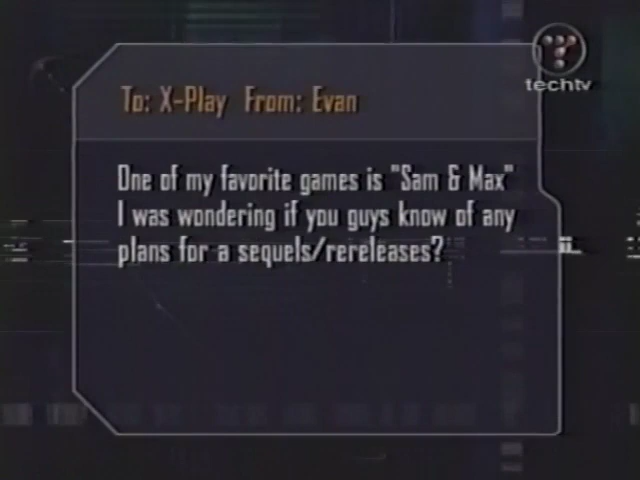 techtv
To: X-Play From: Evan
One of my favorite games is "Sam & Max"
I was wondering if you guys know of any
plans for a sequels/rereleases?